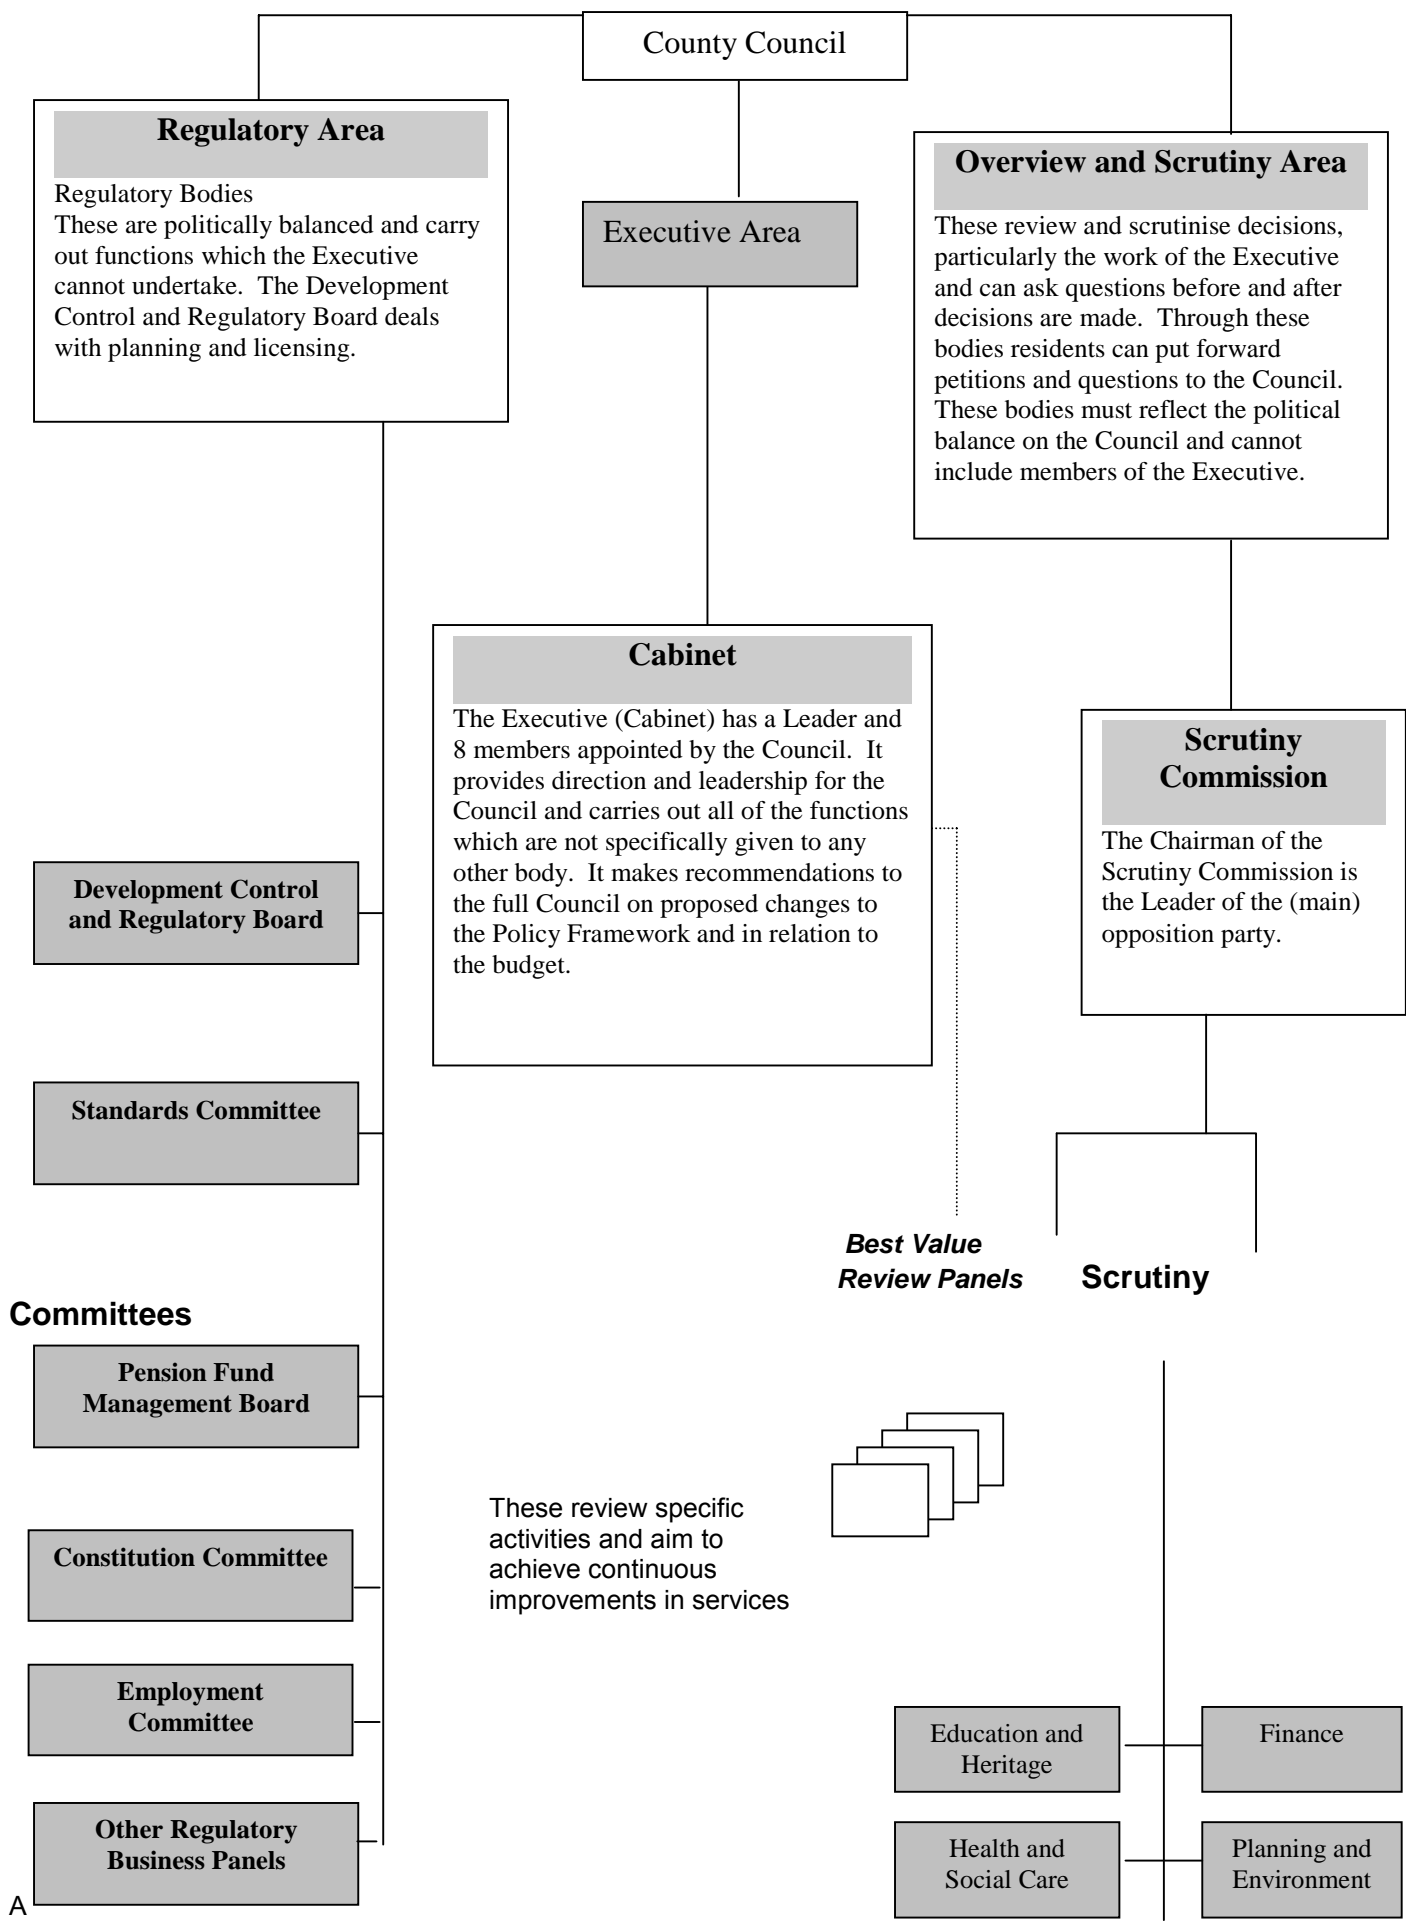 County Council
Regulatory Area
Regulatory Bodies
These are politically balanced and carry
out functions which the Executive
cannot undertake.  The Development
Control and Regulatory Board deals
with planning and licensing.
Executive Area
Overview and Scrutiny Area
These review and scrutinise decisions,
particularly the work of the Executive
and can ask questions before and after
decisions are made.  Through these
bodies residents can put forward
petitions and questions to the Council.
These bodies must reflect the political
balance on the Council and cannot
include members of the Executive.
Cabinet
The Executive (Cabinet) has a Leader and
8 members appointed by the Council.  It
provides direction and leadership for the
Council and carries out all of the functions
which are not specifically given to any
other body.  It makes recommendations to
the full Council on proposed changes to
the Policy Framework and in relation to
the budget.
Scrutiny
Commission
The Chairman of the
Scrutiny Commission is
the Leader of the (main)
opposition party.
Development Control
and Regulatory Board
Standards Committee
Best Value
Review Panels
Scrutiny
Committees
Pension Fund
Management Board
These review specific
activities and aim to
achieve continuous
improvements in services
Constitution Committee
Employment
Committee
Other Regulatory
Business Panels
Education and
Heritage
Finance
Health and
Social Care
Planning and
Environment
A